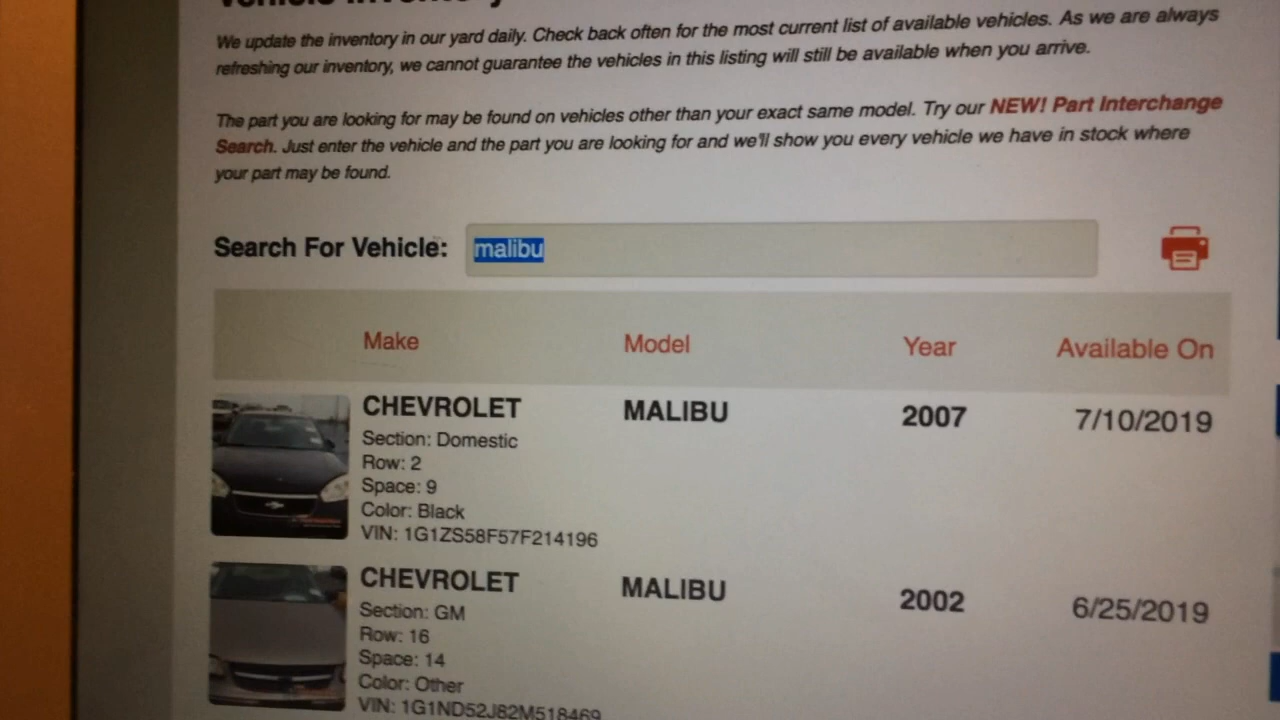 Vehicle Inventory
We update the inventory in our yard daily. Check back often for the most current list of available vehicles. As we are always
refreshing our inventory, we cannot guarantee the vehicles in this listing will still be available when you arrive.
The part you are looking for may be found on vehicles other than your exact same model. Try our NEW! Part Interchange
Search. Just enter the vehicle and the part you are looking for and we'll show you every vehicle we have in stock where
your part may be found.
Search For Vehicle: malibu
Make Model Year Available On
CHEVROLET MALIBU 2007 7/10/2019
Section: Domestic
Row: 2
Space: 9
Color: Black
VIN: 1G1ZS58F57F214196
CHEVROLET MALIBU 2002 6/25/2019
Section: GM
Row: 16
Space: 14
Color: Other
VIN: 1G1ND52J82M518469